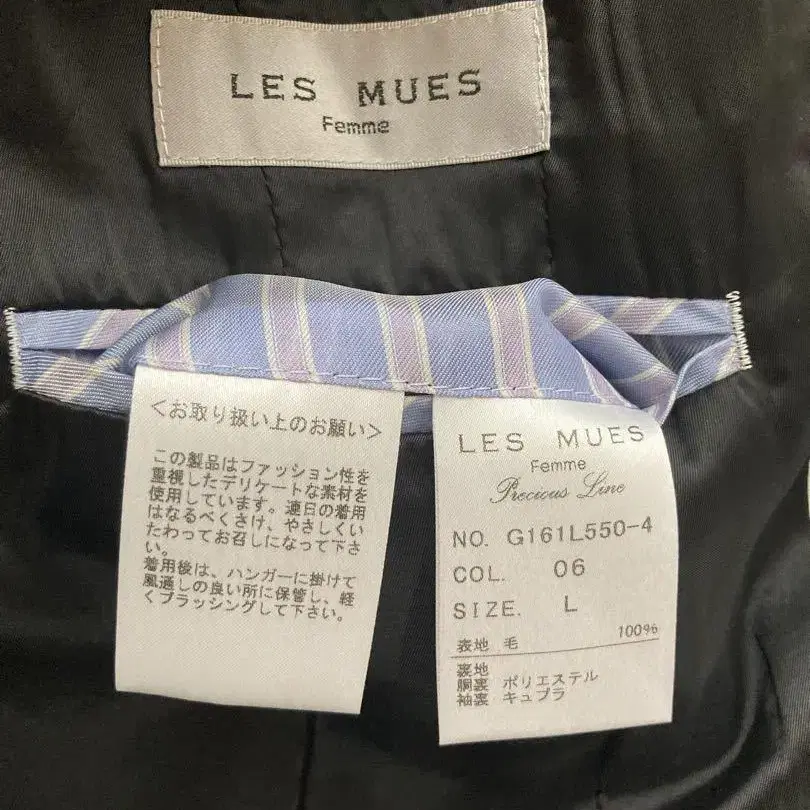 LES MUES
Femme
<お取り扱い上のお願い>
この製品はファッション性を
重視したデリケートな素材を
使用しています。連日の着用
はなるべくさけ、やさしくい
たわってお召しになって下さ
い。
着用後は、ハンガーに掛けて
風通しの良い所に保管し、軽
くブラッシングして下さい。
LES MUES
Femme
Precious Line
NO. G161L550-4
COL. 06
SIZE. L
表地 毛 100%
裏地
胴裏 ポリエステル
袖裏 キュプラ